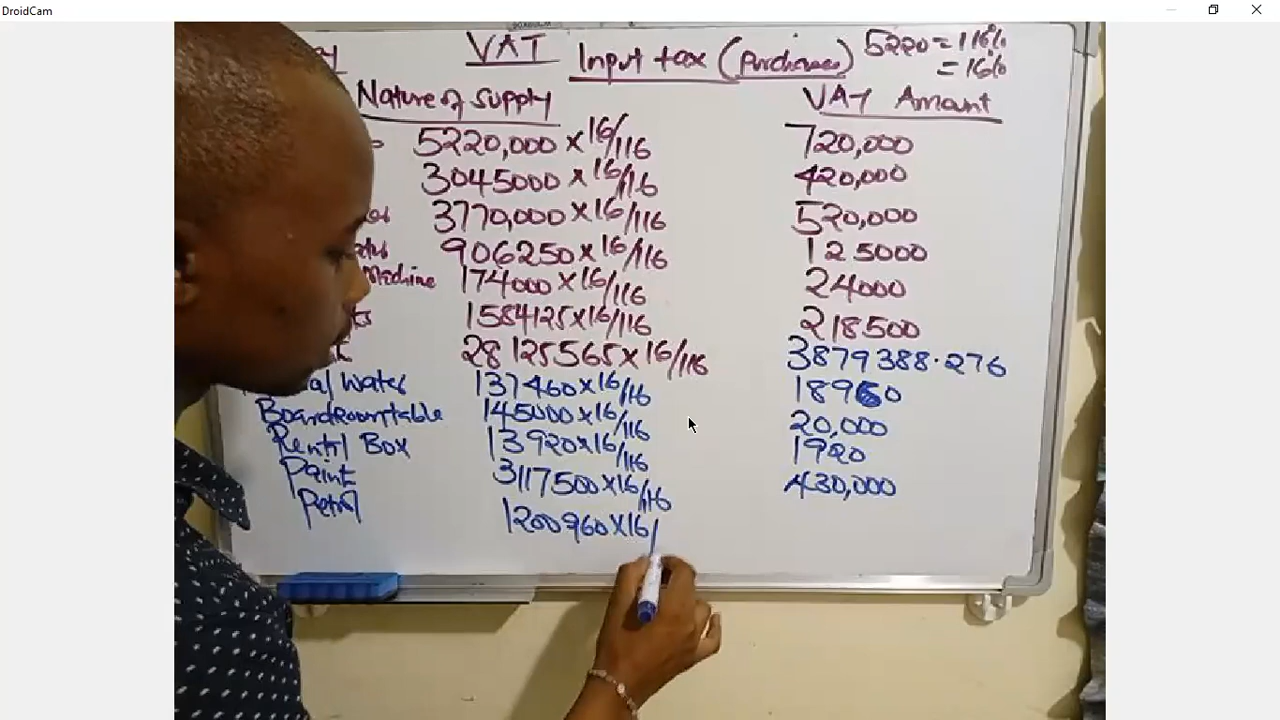 DroidCam
VAT
Input tax (purchases)
5220 = 116%
= 16%
Nature of supply
VAT Amount
5220,000 × 16/116 720,000
3045000 × 16/116 420,000
3770,000 × 16/116 520,000
906250 × 16/116 125000
Machine 174000 × 16/116 24000
1584125 × 16/116 218500
28125565 × 16/116 3879388.276
Water 137460 × 16/116 18960
Boardroom table 145000 × 16/116 20,000
Box 13920 × 16/116 1920
Paint 3117500 × 16/116 430,000
Petrol 1200960 × 16/